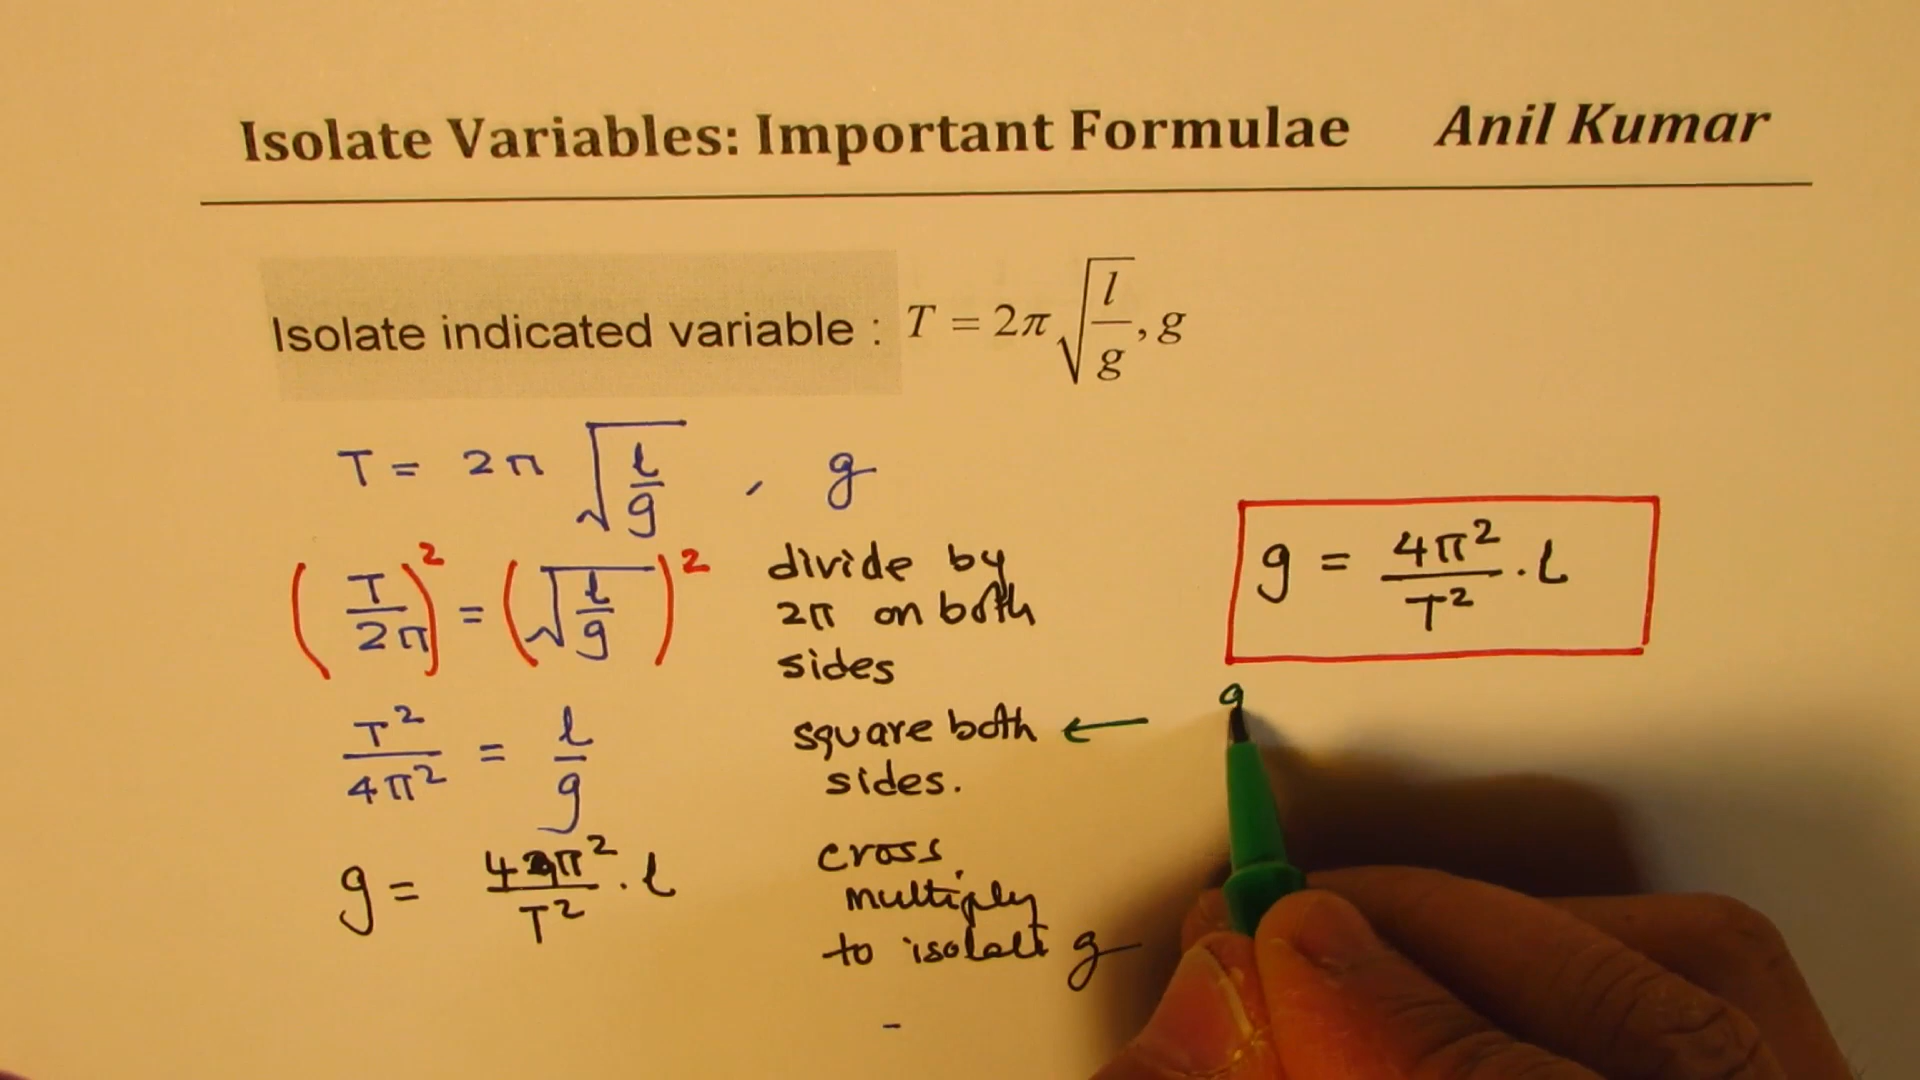 Isolate Variables: Important Formulae Anil Kumar
Isolate indicated variable : T = 2π√(l/g), g
T = 2π √(l/g) , g
(T/2π)² = (√(l/g))² divide by
2π on both
sides
T²/4π² = l/g square both ←
sides.
g = 4π²/T² . l cross
multiply
to isolate g
-
g = 4π²/T² . l